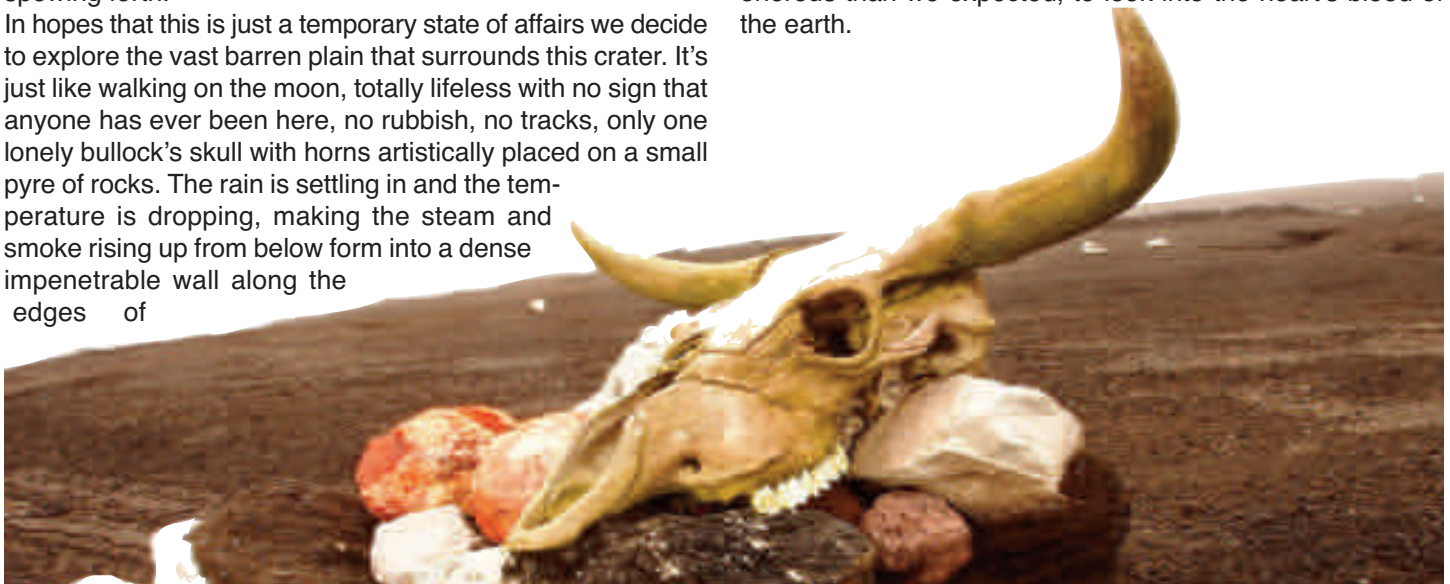 In hopes that this is just a temporary state of affairs we decide
to explore the vast barren plain that surrounds this crater. It’s
just like walking on the moon, totally lifeless with no sign that
anyone has ever been here, no rubbish, no tracks, only one
lonely bullock’s skull with horns artistically placed on a small
pyre of rocks. The rain is settling in and the tem-
perature is dropping, making the steam and
smoke rising up from below form into a dense
impenetrable wall along the
edges of
the earth.